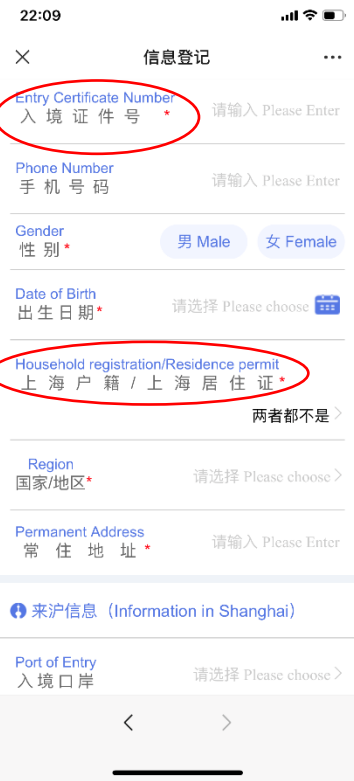 22:09
信息登记
Entry Certificate Number
入境证件号 *
请输入 Please Enter
Phone Number
手机号码
请输入 Please Enter
Gender
性别*
男 Male
女 Female
Date of Birth
出生日期*
请选择 Please choose
Household registration/Residence permit
上海户籍/上海居住证*
两者都不是
Region
国家/地区*
请选择 Please choose
Permanent Address
常住地址*
请输入 Please Enter
来沪信息（Information in Shanghai）
Port of Entry
入境口岸
请选择 Please choose